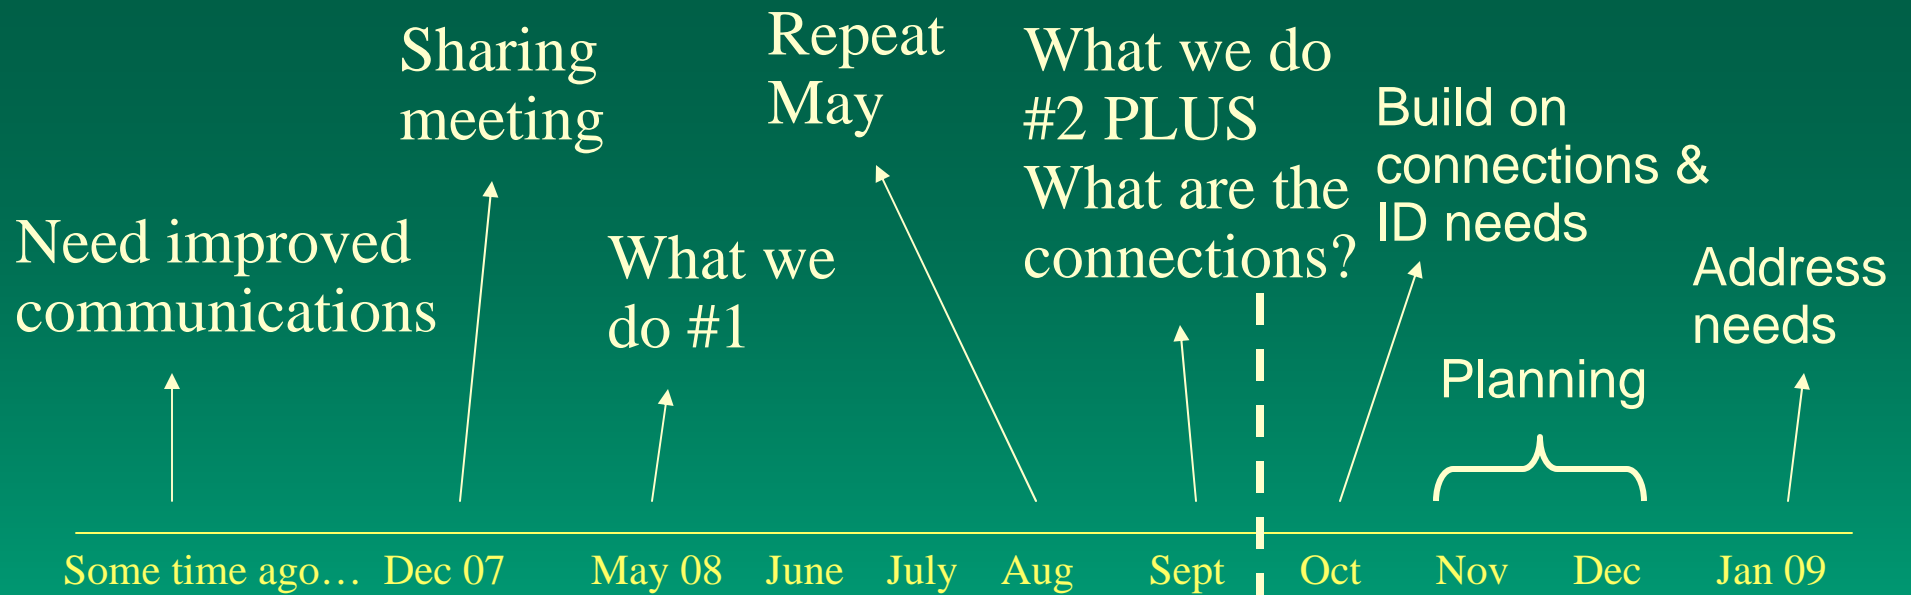 Need improved
communications
Sharing
meeting
What we
do #1
Repeat
May
What we do
#2 PLUS
What are the
connections?
Build on
connections &
ID needs
Planning
Address
needs
Some time ago… Dec 07 May 08 June July Aug Sept Oct Nov Dec Jan 09